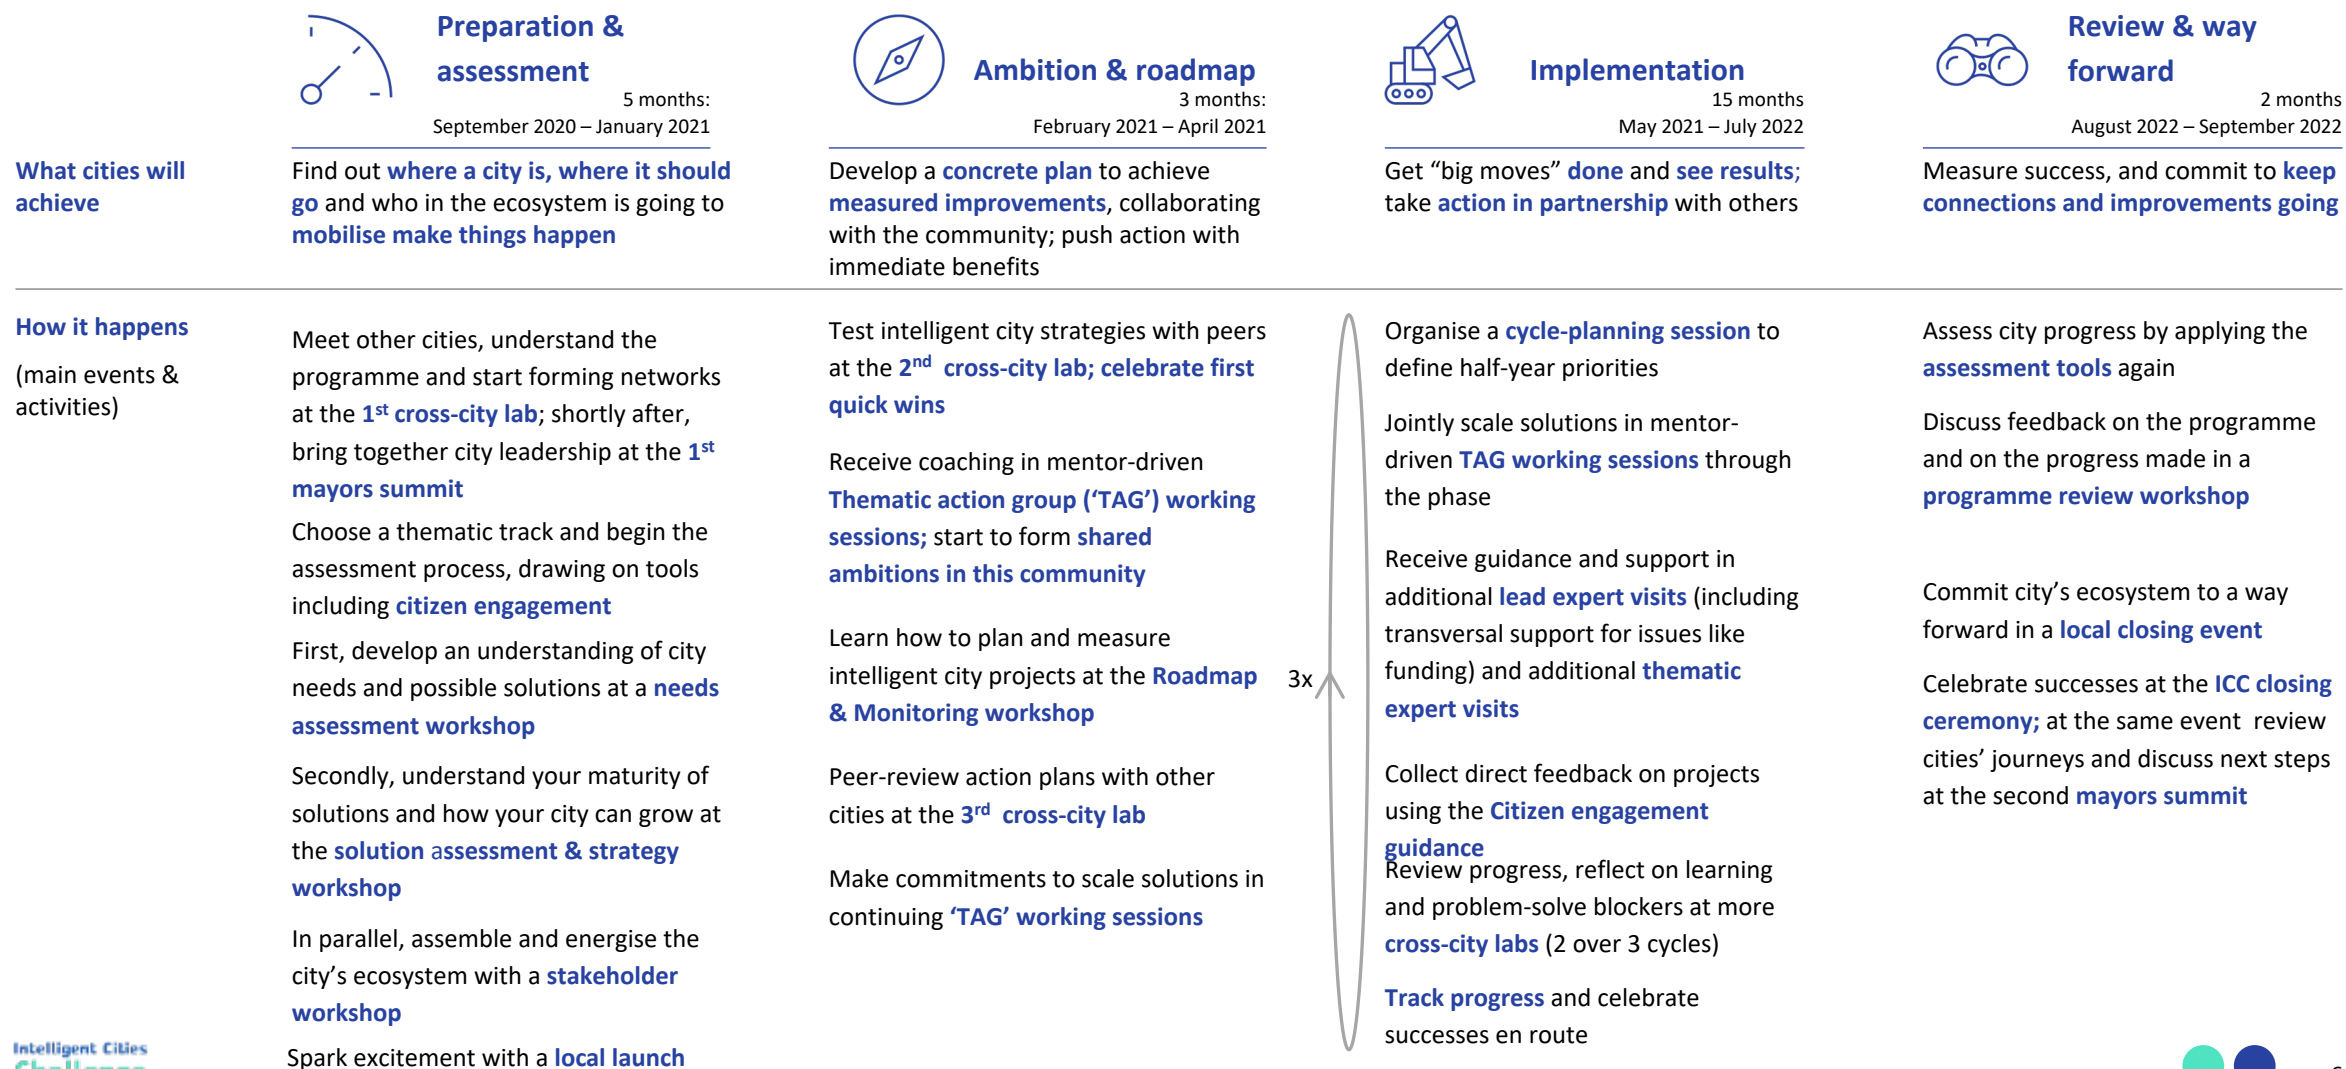 Preparation &
assessment
5 months:
September 2020 – January 2021
Ambition & roadmap
3 months:
February 2021 – April 2021
Implementation
15 months
May 2021 – July 2022
Review & way
forward
2 months
August 2022 – September 2022
What cities will
achieve
Find out where a city is, where it should
go and who in the ecosystem is going to
mobilise make things happen
Develop a concrete plan to achieve
measured improvements, collaborating
with the community; push action with
immediate benefits
Get “big moves” done and see results;
take action in partnership with others
Measure success, and commit to keep
connections and improvements going
How it happens
(main events &
activities)
Meet other cities, understand the
programme and start forming networks
at the 1st cross-city lab; shortly after,
bring together city leadership at the 1st
mayors summit
Choose a thematic track and begin the
assessment process, drawing on tools
including citizen engagement
First, develop an understanding of city
needs and possible solutions at a needs
assessment workshop
Secondly, understand your maturity of
solutions and how your city can grow at
the solution assessment & strategy
workshop
In parallel, assemble and energise the
city’s ecosystem with a stakeholder
workshop
Spark excitement with a local launch
Test intelligent city strategies with peers
at the 2nd cross-city lab; celebrate first
quick wins
Receive coaching in mentor-driven
Thematic action group (‘TAG’) working
sessions; start to form shared
ambitions in this community
Learn how to plan and measure
intelligent city projects at the Roadmap
& Monitoring workshop
Peer-review action plans with other
cities at the 3rd cross-city lab
Make commitments to scale solutions in
continuing ‘TAG’ working sessions
3x
Organise a cycle-planning session to
define half-year priorities
Jointly scale solutions in mentor-
driven TAG working sessions through
the phase
Receive guidance and support in
additional lead expert visits (including
transversal support for issues like
funding) and additional thematic
expert visits
Collect direct feedback on projects
using the Citizen engagement
guidance
Review progress, reflect on learning
and problem-solve blockers at more
cross-city labs (2 over 3 cycles)
Track progress and celebrate
successes en route
Assess city progress by applying the
assessment tools again
Discuss feedback on the programme
and on the progress made in a
programme review workshop
Commit city’s ecosystem to a way
forward in a local closing event
Celebrate successes at the ICC closing
ceremony; at the same event review
cities’ journeys and discuss next steps
at the second mayors summit
Intelligent Cities
Challenge